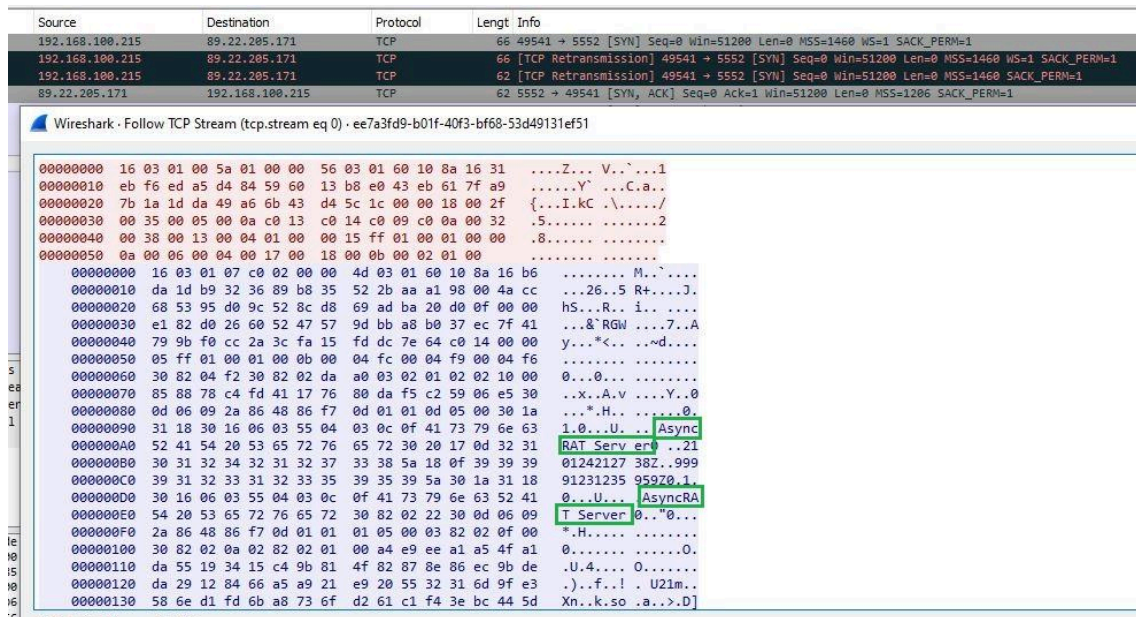 Source Destination Protocol Lengt Info
192.168.100.215 89.22.205.171 TCP 66 49541 → 5552 [SYN] Seq=0 Win=51200 Len=0 MSS=1460 WS=1 SACK_PERM=1
192.168.100.215 89.22.205.171 TCP 66 [TCP Retransmission] 49541 → 5552 [SYN] Seq=0 Win=51200 Len=0 MSS=1460 WS=1 SACK_PERM=1
192.168.100.215 89.22.205.171 TCP 62 [TCP Retransmission] 49541 → 5552 [SYN] Seq=0 Win=51200 Len=0 MSS=1460 SACK_PERM=1
89.22.205.171 192.168.100.215 TCP 62 5552 → 49541 [SYN, ACK] Seq=0 Ack=1 Win=51200 Len=0 MSS=1206 SACK_PERM=1
Wireshark · Follow TCP Stream (tcp.stream eq 0) · ee7a3fd9-b01f-40f3-bf68-53d49131ef51
00000000 16 03 01 00 5a 01 00 00 56 03 01 60 10 8a 16 31 ....Z... V..`...1
00000010 eb f6 ed a5 d4 84 59 60 13 b8 e0 43 eb 61 7f a9 ......Y` ...C.a..
00000020 7b 1a 1d da 49 a6 6b 43 d4 5c 1c 00 00 18 00 2f {...I.kC .\...../
00000030 00 35 00 05 00 0a c0 13 c0 14 c0 09 c0 0a 00 32 .5...... .......2
00000040 00 38 00 13 00 04 01 00 00 15 ff 01 00 01 00 00 .8...... ........
00000050 0a 00 06 00 04 00 17 00 18 00 0b 00 02 01 00 ........ .......
00000000 16 03 01 07 c0 02 00 00 4d 03 01 60 10 8a 16 b6 ........ M..`....
00000010 da 1d b9 32 36 89 b8 35 52 2b aa a1 98 00 4a cc ...26..5 R+....J.
00000020 68 53 95 d0 9c 52 8c d8 69 ad ba 20 d0 0f 00 00 hS...R.. i.. ....
00000030 e1 82 d0 26 60 52 47 57 9d bb a8 b0 37 ec 7f 41 ...&`RGW ....7..A
00000040 79 9b f0 cc 2a 3c fa 15 fd dc 7e 64 c0 14 00 00 y...*<.. ..~d....
00000050 05 ff 01 00 01 00 0b 00 04 fc 00 04 f9 00 04 f6 ........ ........
00000060 30 82 04 f2 30 82 02 da a0 03 02 01 02 02 10 00 0...0... ........
00000070 85 88 78 c4 fd 41 17 76 80 da f5 c2 59 06 e5 30 ..x..A.v ....Y..0
00000080 0d 06 09 2a 86 48 86 f7 0d 01 01 0d 05 00 30 1a ...*.H.. ......0.
00000090 31 18 30 16 06 03 55 04 03 0c 0f 41 73 79 6e 63 1.0...U. ...Async
000000A0 52 41 54 20 53 65 72 76 65 72 30 20 17 0d 32 31 RAT Serv er0 ..21
000000B0 30 31 32 34 32 31 32 37 33 38 5a 18 0f 39 39 39 01242127 38Z..999
000000C0 39 31 32 33 31 32 33 35 39 35 39 5a 30 1a 31 18 91231235 959Z0.1.
000000D0 30 16 06 03 55 04 03 0c 0f 41 73 79 6e 63 52 41 0...U... .AsyncRA
000000E0 54 20 53 65 72 76 65 72 30 82 02 22 30 0d 06 09 T Server 0.."0...
000000F0 2a 86 48 86 f7 0d 01 01 01 05 00 03 82 02 0f 00 *.H..... ........
00000100 30 82 02 0a 02 82 02 01 00 a4 e9 ee a1 a5 4f a1 0....... ......O.
00000110 da 55 19 34 15 c4 9b 81 4f 82 87 8e 86 ec 9b de .U.4.... O.......
00000120 da 29 12 84 66 a5 a9 21 e9 20 55 32 31 6d 9f e3 .)..f..! . U21m..
00000130 58 6e d1 fd 6b a8 73 6f d2 61 c1 f4 3e bc 44 5d Xn..k.so .a..>.D]